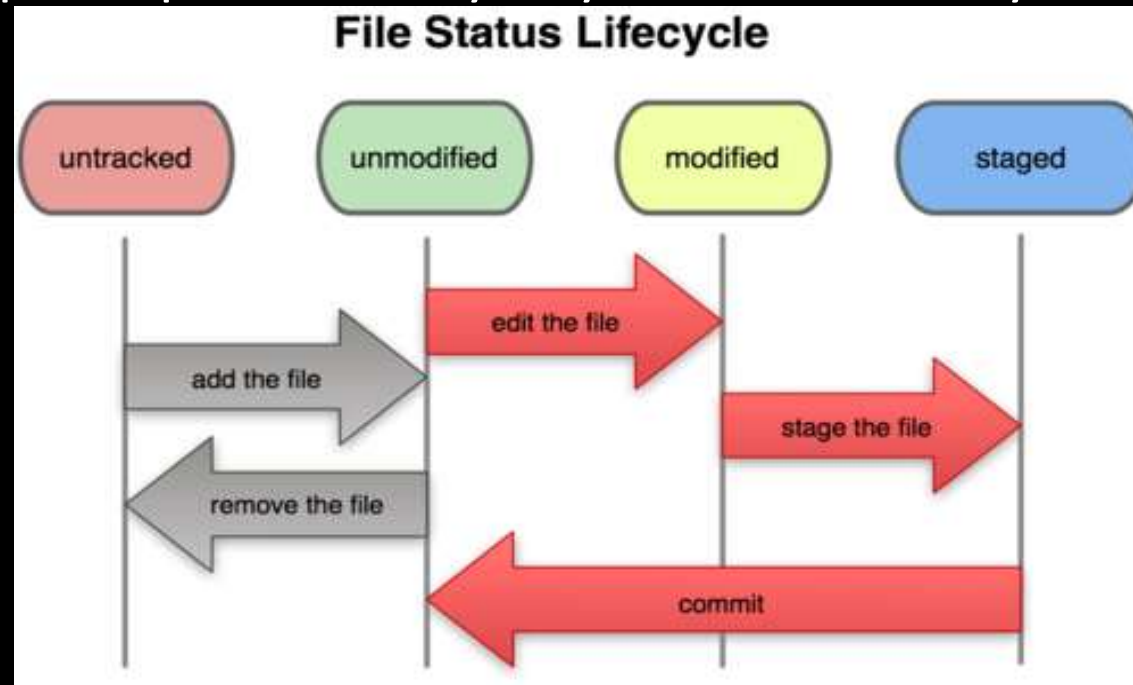 File Status Lifecycle
untracked
unmodified
modified
staged
edit the file
add the file
stage the file
remove the file
commit